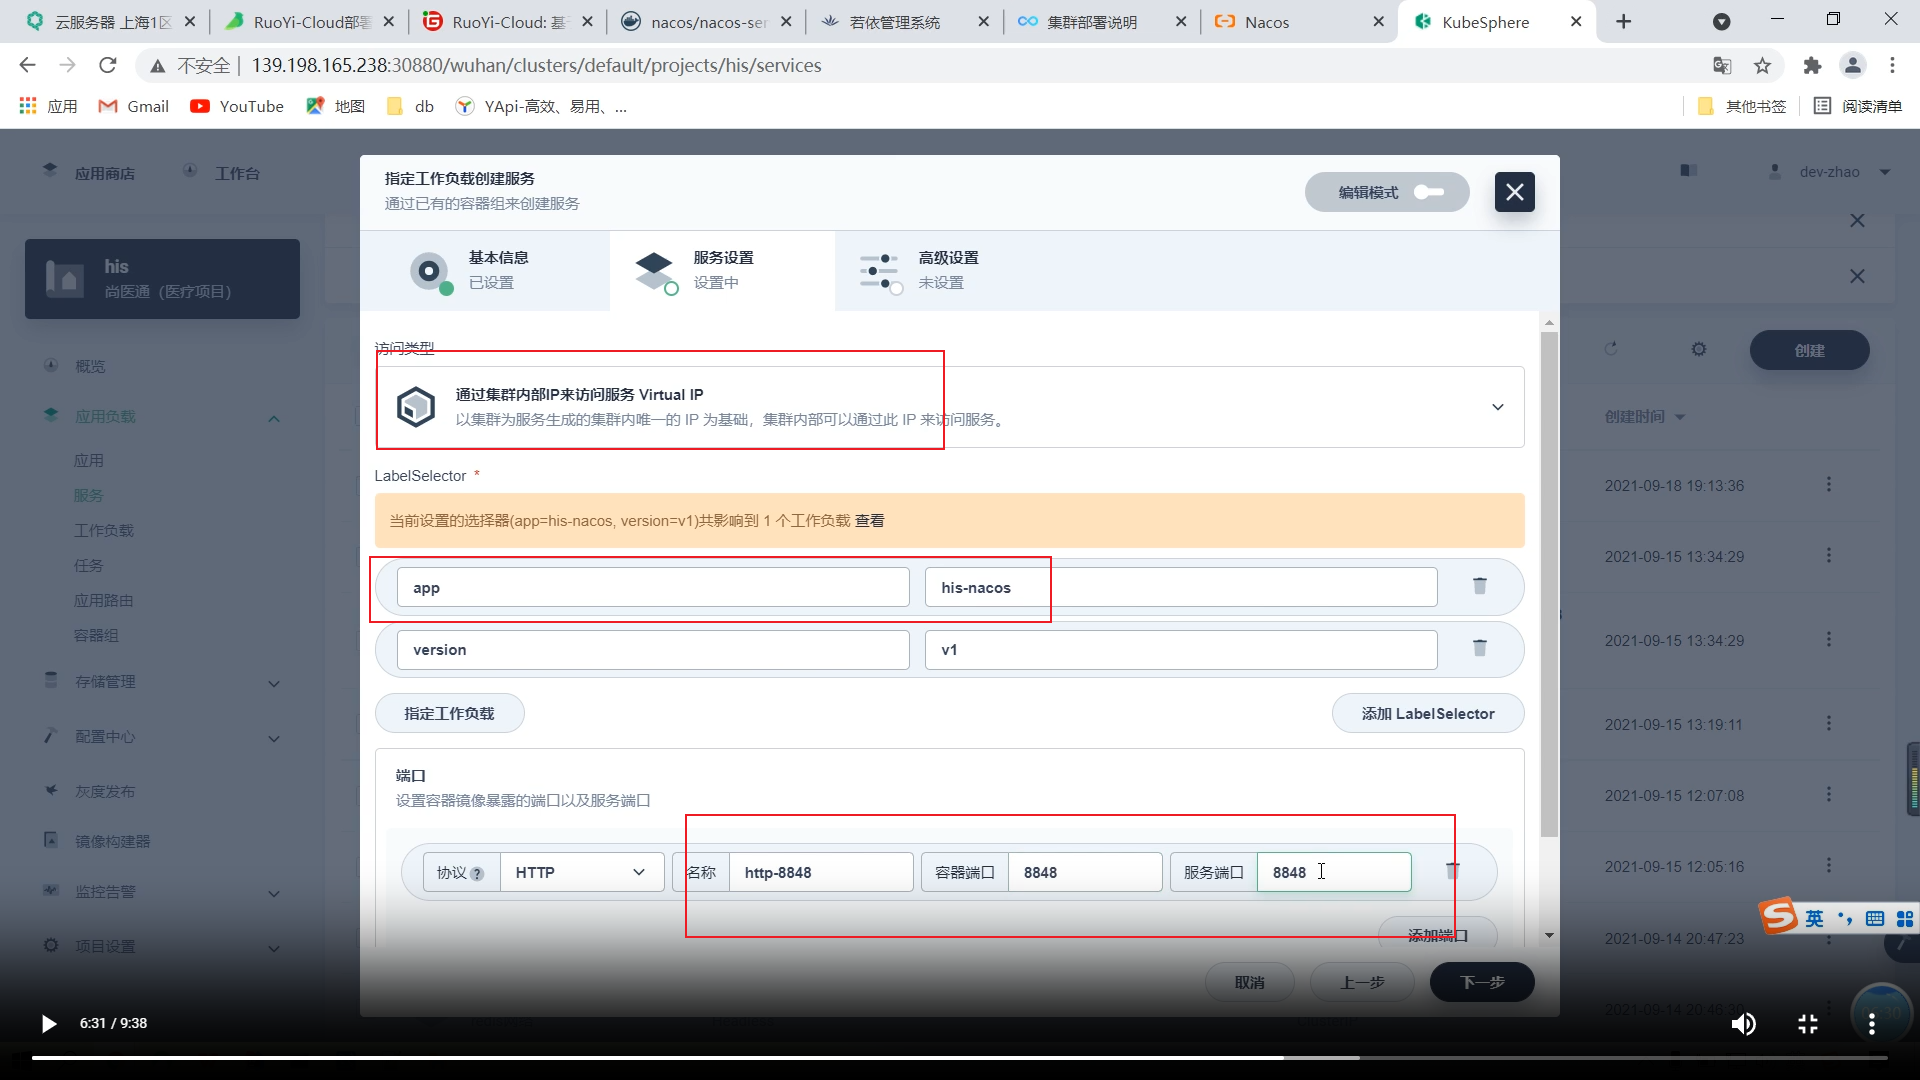 云服务器 上海1区
RuoYi-Cloud部署
RuoYi-Cloud: 基于
nacos/nacos-ser
若依管理系统
集群部署说明
Nacos
KubeSphere
不安全
139.198.165.238:30880/wuhan/clusters/default/projects/his/services
应用
Gmail
YouTube
地图
db
YApi-高效、易用、...
其他书签
阅读清单
应用商店
工作台
dev-zhao
his
尚医通（医疗项目）
概览
应用负载
应用
服务
工作负载
任务
应用路由
容器组
存储管理
配置中心
灰度发布
镜像构建器
监控告警
项目设置
指定工作负载创建服务
通过已有的容器组来创建服务
编辑模式
基本信息
已设置
服务设置
设置中
高级设置
未设置
访问类型
通过集群内部IP来访问服务 Virtual IP
以集群为服务生成的集群内唯一的 IP 为基础，集群内部可以通过此 IP 来访问服务。
LabelSelector *
当前设置的选择器(app=his-nacos, version=v1)共影响到 1 个工作负载 查看
app
his-nacos
version
v1
指定工作负载
添加 LabelSelector
端口
设置容器镜像暴露的端口以及服务端口
协议 ?
HTTP
名称
http-8848
容器端口
8848
服务端口
8848
添加端口
取消
上一步
下一步
创建
创建时间
2021-09-18 19:13:36
2021-09-15 13:34:29
2021-09-15 13:34:29
2021-09-15 13:19:11
2021-09-15 12:07:08
2021-09-15 12:05:16
2021-09-14 20:47:23
英
6:31 / 9:38